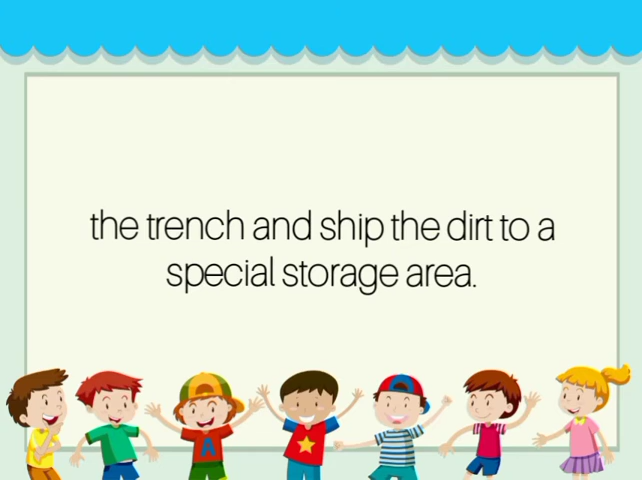 the trench and ship the dirt to a
special storage area.
A